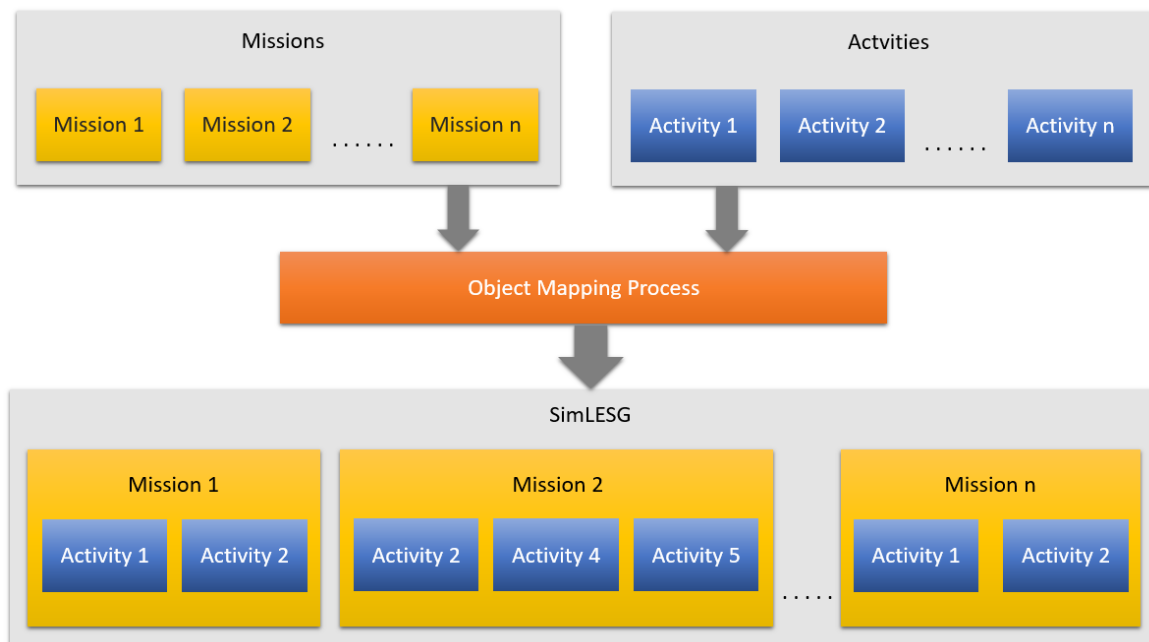 Missions
Mission 1 Mission 2 ...... Mission n
Actvities
Activity 1 Activity 2 ...... Activity n
Object Mapping Process
SimLESG
Mission 1
Activity 1 Activity 2
Mission 2
Activity 2 Activity 4 Activity 5
.....
Mission n
Activity 1 Activity 2